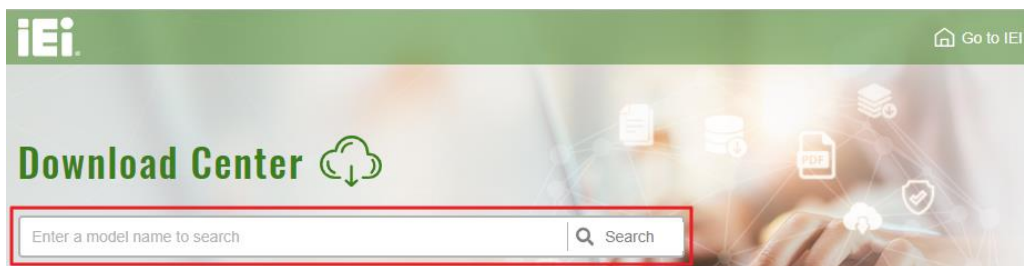 iEi.
Go to IEI
Download Center
Enter a model name to search
Search
PDF